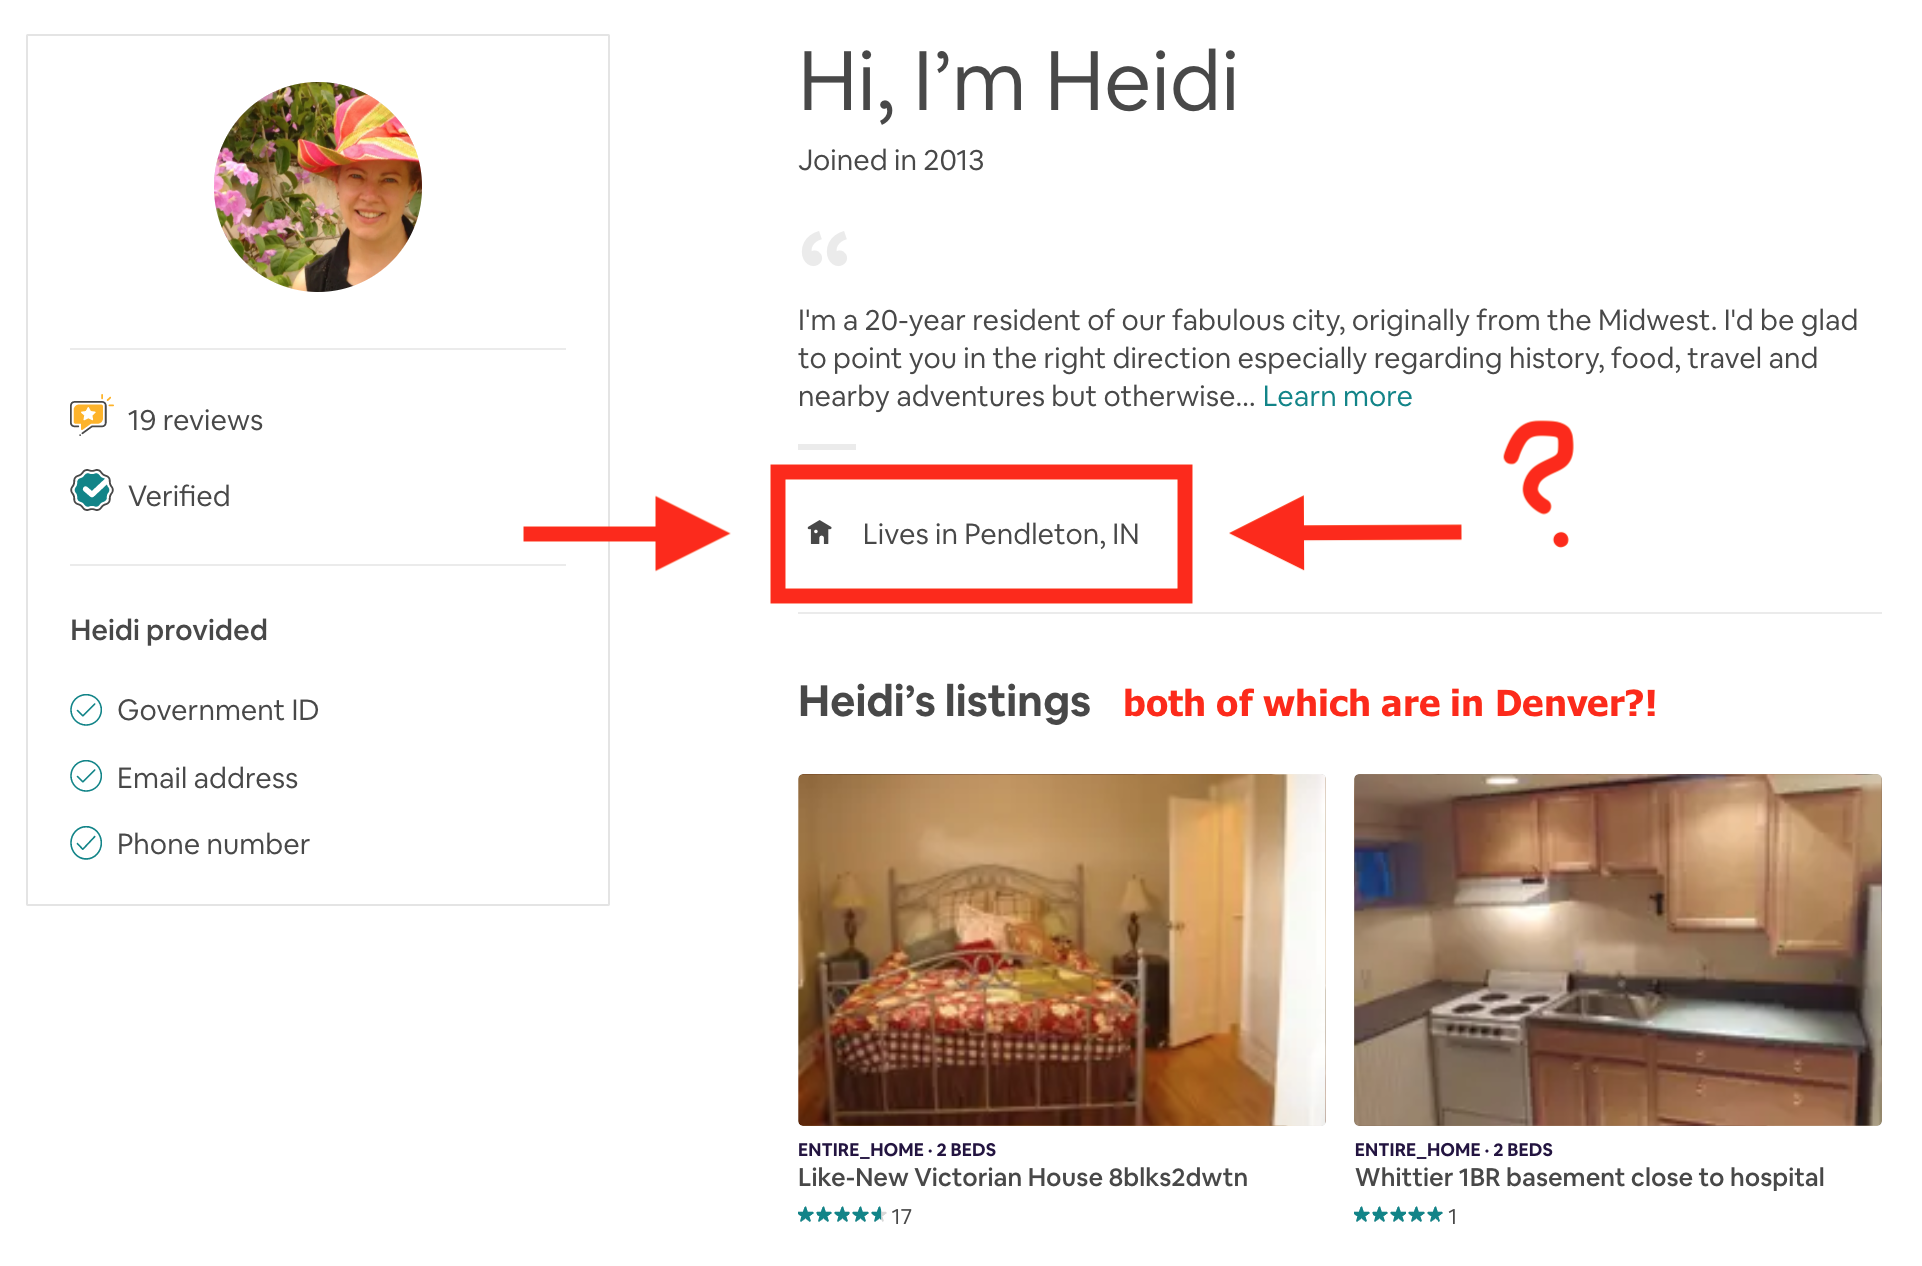 19 reviews
Verified
Heidi provided
Government ID
Email address
Phone number
Hi, I’m Heidi
Joined in 2013
“
I'm a 20-year resident of our fabulous city, originally from the Midwest. I'd be glad
to point you in the right direction especially regarding history, food, travel and
nearby adventures but otherwise... Learn more
?
Lives in Pendleton, IN
Heidi’s listings both of which are in Denver?!
ENTIRE_HOME · 2 BEDS
Like-New Victorian House 8blks2dwtn
17
ENTIRE_HOME · 2 BEDS
Whittier 1BR basement close to hospital
1